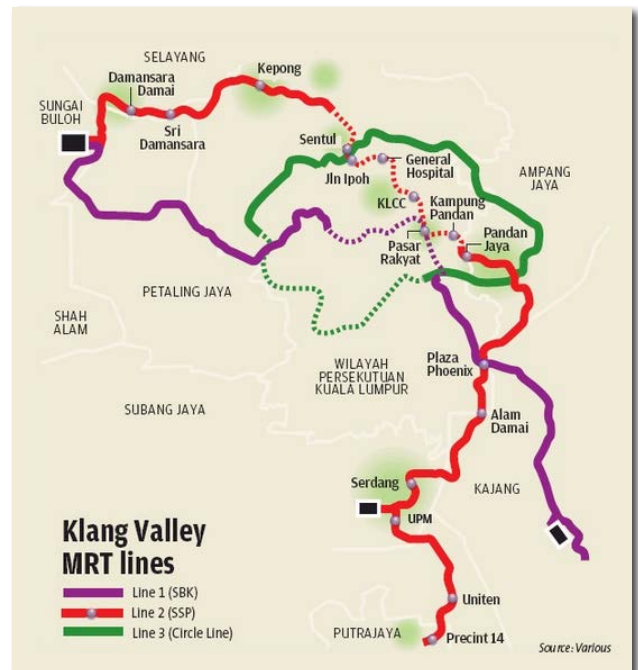 SELAYANG
Damansara
Damai
Kepong
SUNGAI
BULOH
Sri
Damansara
Sentul
Jln Ipoh
General
Hospital
AMPANG
JAYA
KLCC
Kampung
Pandan
Pasar
Rakyat
Pandan
Jaya
PETALING JAYA
SHAH
ALAM
WILAYAH
PERSEKUTUAN
KUALA LUMPUR
Plaza
Phoenix
SUBANG JAYA
Alam
Damai
Serdang
KAJANG
UPM
Klang Valley
MRT lines
Line 1 (SBK)
Line 2 (SSP)
Line 3 (Circle Line)
Uniten
PUTRAJAYA
Precint 14
Source: Various